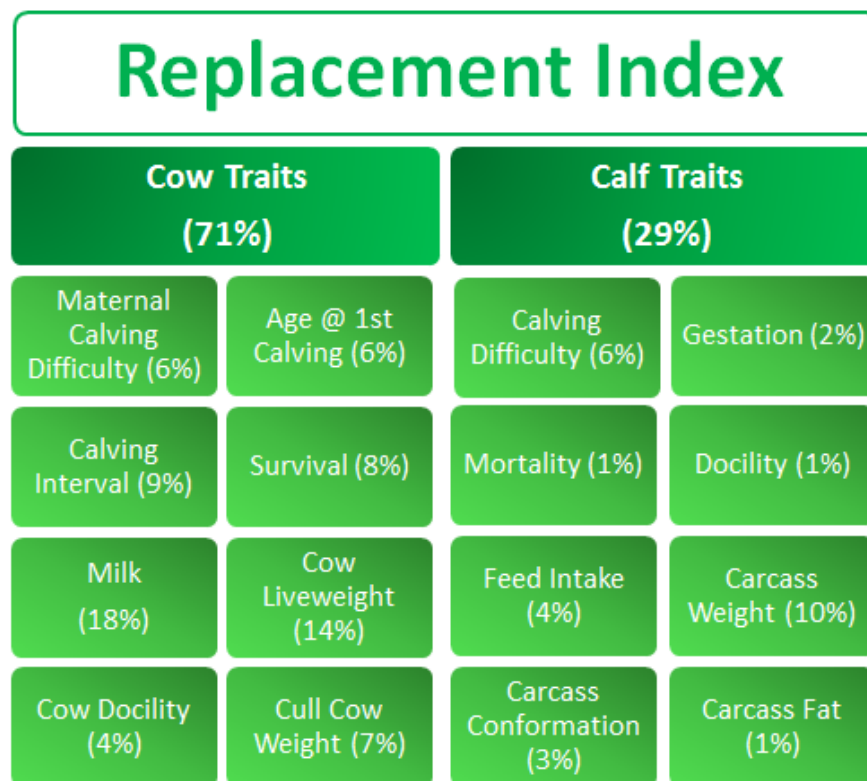 Replacement Index
Cow Traits
(71%)
Calf Traits
(29%)
Maternal
Calving
Difficulty (6%)
Age @ 1st
Calving (6%)
Calving
Difficulty (6%)
Gestation (2%)
Calving
Interval (9%)
Survival (8%)
Mortality (1%)
Docility (1%)
Milk
(18%)
Cow
Liveweight
(14%)
Feed Intake
(4%)
Carcass
Weight (10%)
Cow Docility
(4%)
Cull Cow
Weight (7%)
Carcass
Conformation
(3%)
Carcass Fat
(1%)